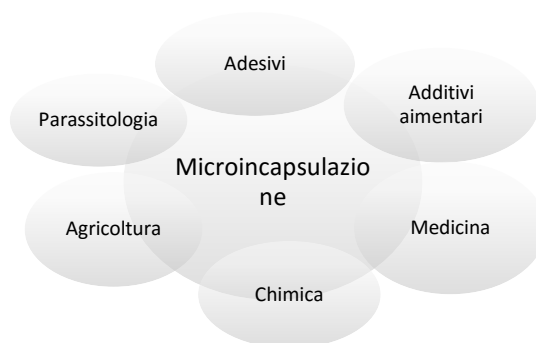 Adesivi
Additivi
aimentari
Parassitologia
Microincapsulazio
ne
Agricoltura
Medicina
Chimica